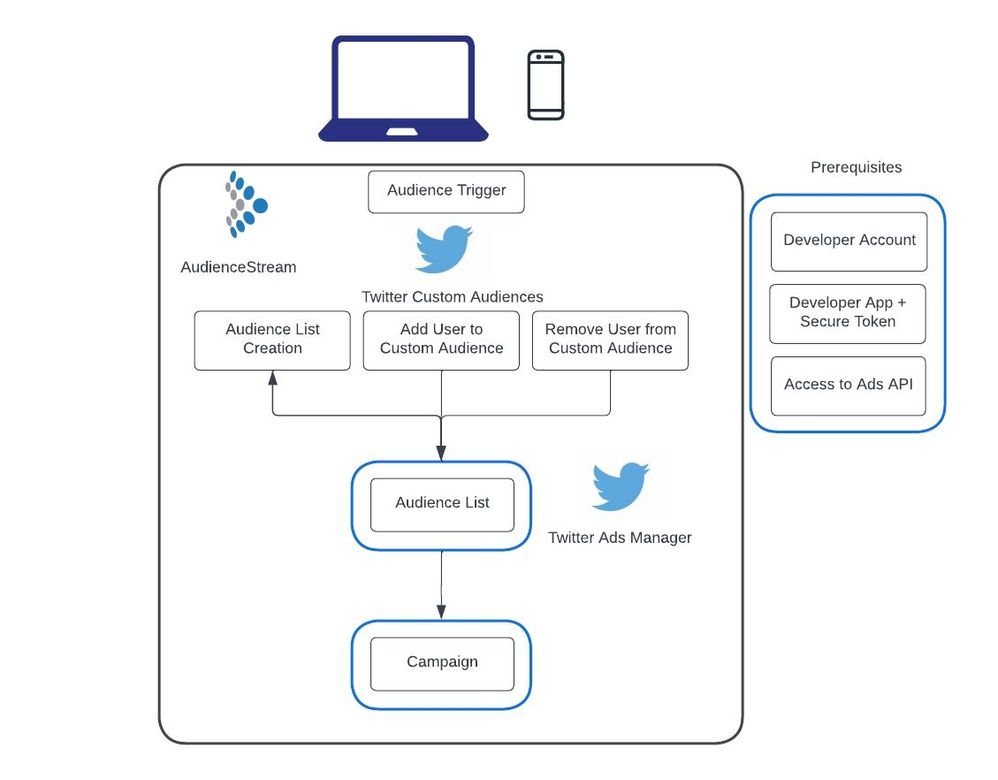 Prerequisites
Audience Trigger
AudienceStream
Twitter Custom Audiences
Audience List
Creation
Add User to
Custom Audience
Remove User from
Custom Audience
Audience List
Twitter Ads Manager
Campaign
Developer Account
Developer App +
Secure Token
Access to Ads API